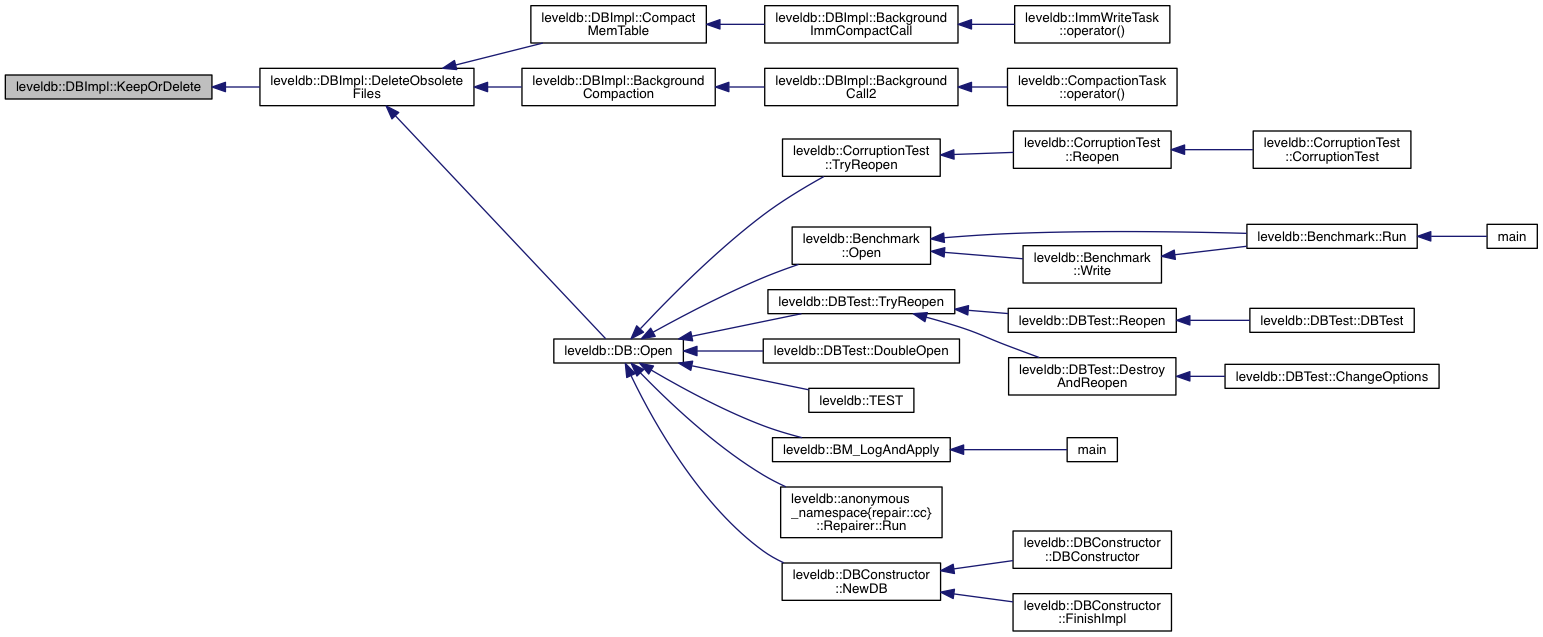 leveldb::DBImpl::KeepOrDelete
leveldb::DBImpl::DeleteObsolete
Files
leveldb::DBImpl::Compact
MemTable
leveldb::DBImpl::Background
ImmCompactCall
leveldb::ImmWriteTask
::operator()
leveldb::DBImpl::Background
Compaction
leveldb::DBImpl::Background
Call2
leveldb::CompactionTask
::operator()
leveldb::DB::Open
leveldb::CorruptionTest
::TryReopen
leveldb::CorruptionTest
::Reopen
leveldb::CorruptionTest
::CorruptionTest
leveldb::Benchmark
::Open
leveldb::Benchmark::Run
main
leveldb::Benchmark
::Write
leveldb::DBTest::TryReopen
leveldb::DBTest::Reopen
leveldb::DBTest::DBTest
leveldb::DBTest::Destroy
AndReopen
leveldb::DBTest::ChangeOptions
leveldb::DBTest::DoubleOpen
leveldb::TEST
leveldb::BM_LogAndApply
main
leveldb::anonymous
_namespace{repair::cc}
::Repairer::Run
leveldb::DBConstructor
::NewDB
leveldb::DBConstructor
::DBConstructor
leveldb::DBConstructor
::FinishImpl